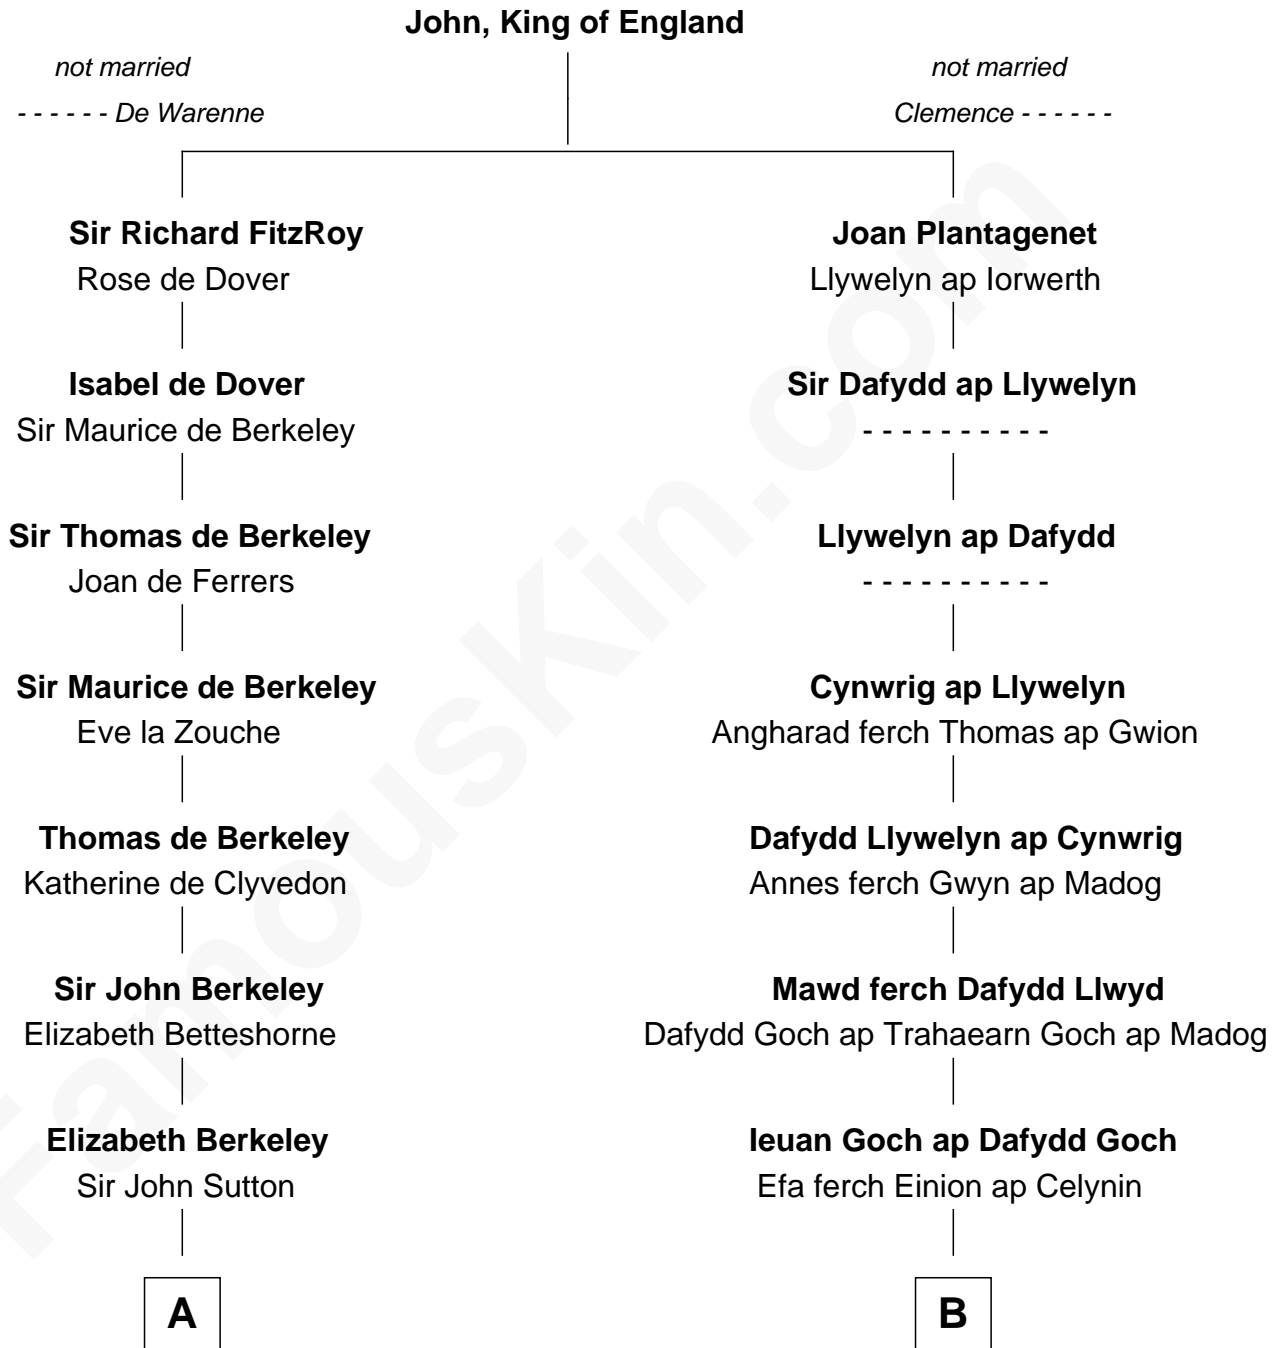 John, King of England
not married
- - - - - - De Warenne
not married
Clemence - - - - - -
Sir Richard FitzRoy
Rose de Dover
Joan Plantagenet
Llywelyn ap Iorwerth
Isabel de Dover
Sir Maurice de Berkeley
Sir Dafydd ap Llywelyn
- - - - - - - - - -
Sir Thomas de Berkeley
Joan de Ferrers
Llywelyn ap Dafydd
- - - - - - - - - -
Sir Maurice de Berkeley
Eve la Zouche
Cynwrig ap Llywelyn
Angharad ferch Thomas ap Gwion
Thomas de Berkeley
Katherine de Clyvedon
Dafydd Llywelyn ap Cynwrig
Annes ferch Gwyn ap Madog
Sir John Berkeley
Elizabeth Betteshorne
Mawd ferch Dafydd Llwyd
Dafydd Goch ap Trahaearn Goch ap Madog
Elizabeth Berkeley
Sir John Sutton
Ieuan Goch ap Dafydd Goch
Efa ferch Einion ap Celynin
A
B
FamousKin.com